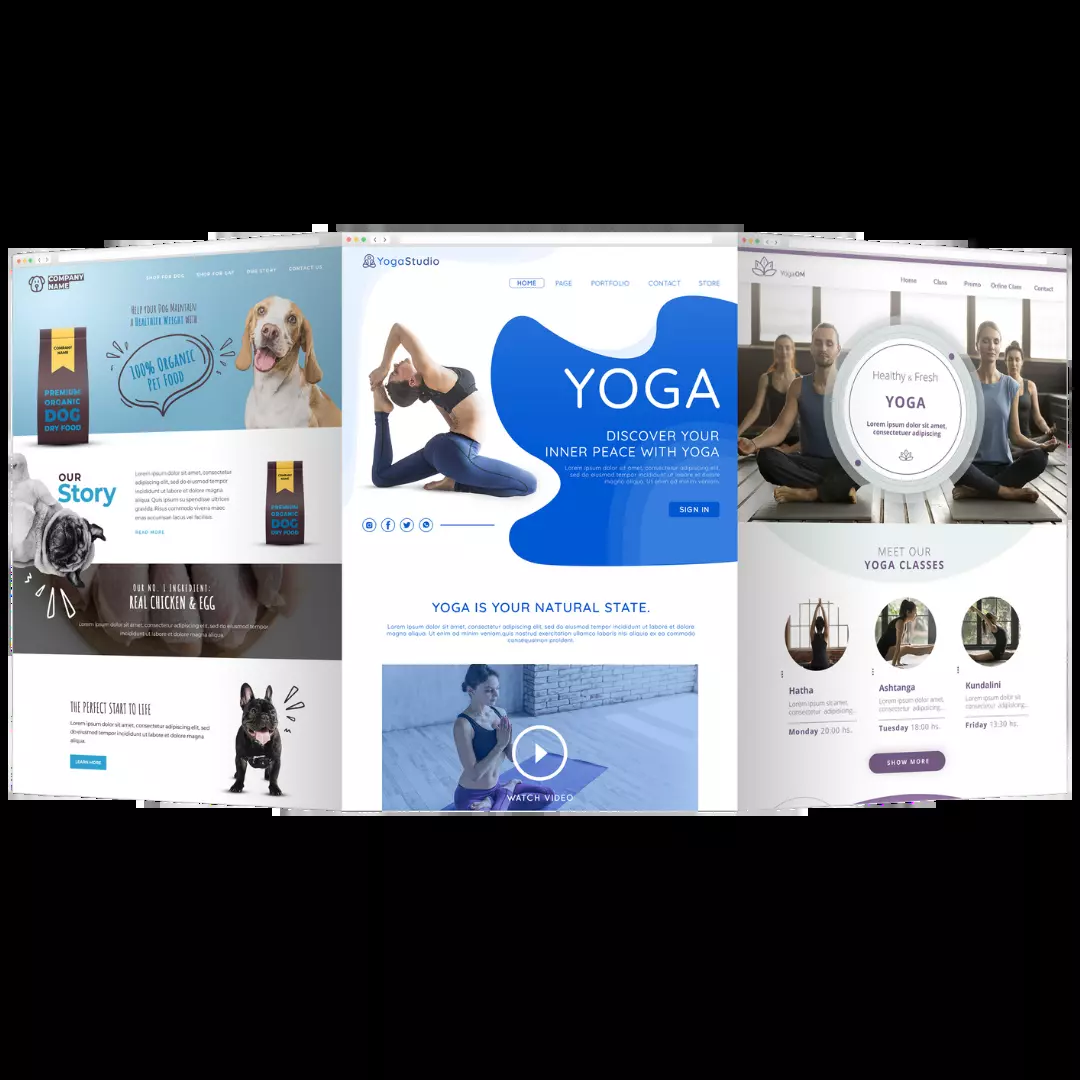 COMPANY
NAME
SHOP FOR DOG
SHOP FOR CAT
OUR STORY
CONTACT US
Help your Dog Maintain
a Healthier Weight with
100% Organic
Pet Food
COMPANY
NAME
PREMIUM
ORGANIC
DOG
DRY FOOD
OUR
Story
Lorem ipsum dolor sit amet, consectetur
adipiscing elit, sed do eiusmod tempor
incididunt ut labore et dolore magna
aliqua. Quis ipsum suspendisse ultrices
gravida. Risus commodo viverra maecenas accumsan lacus vel facilisis.
READ MORE
COMPANY
NAME
PREMIUM
ORGANIC
DOG
DRY FOOD
OUR NO. 1 INGREDIENT:
REAL CHICKEN & EGG
Lorem ipsum dolor sit amet, consectetur adipiscing elit, sed do eiusmod tempor
incididunt ut labore et dolore magna aliqua.
THE PERFECT START TO LIFE
Lorem ipsum dolor sit amet, consectetur adipiscing elit, sed
do eiusmod tempor incididunt ut labore et dolore magna
aliqua.
LEARN MORE
YogaStudio
HOME
PAGE
PORTFOLIO
CONTACT
STORE
YOGA
DISCOVER YOUR
INNER PEACE WITH YOGA
Lorem ipsum dolor sit amet, consectetur adipiscing elit,
sed do eiusmod tempor incididunt ut labore et dolore
magna aliqua. Ut enim ad minim veniam.
SIGN IN
YOGA IS YOUR NATURAL STATE.
Lorem ipsum dolor sit amet, consectetur adipiscing elit, sed do eiusmod tempor incididunt ut labore et dolore
magna aliqua. Ut enim ad minim veniam,quis nostrud exercitation ullamco laboris nisi aliquip ex ea commodo
WATCH VIDEO
YogaOM
Home
Class
Promo
Online Class
Contact
Healthy & Fresh
YOGA
Lorem ipsum dolor sit amet,
consectetuer adipiscing
MEET OUR
YOGA CLASSES
Hatha
Lorem ipsum dolor sit amet,
consectetur adipiscing...
Monday 20:00 hs.
Ashtanga
Lorem ipsum dolor sit amet,
consectetur adipiscing...
Tuesday 18:00 hs.
Kundalini
Lorem ipsum dolor sit amet,
consectetur adipiscing...
Friday 13:30 hs.
SHOW MORE